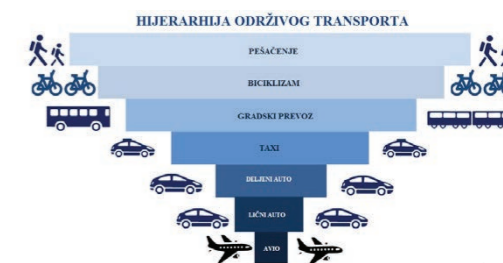 HIJERARHIJA ODRŽIVOG TRANSPORTA
PEŠAČENJE
BICIKLIZAM
GRADSKI PREVOZ
TAXI
DELJENI AUTO
LIČNI AUTO
AVIO